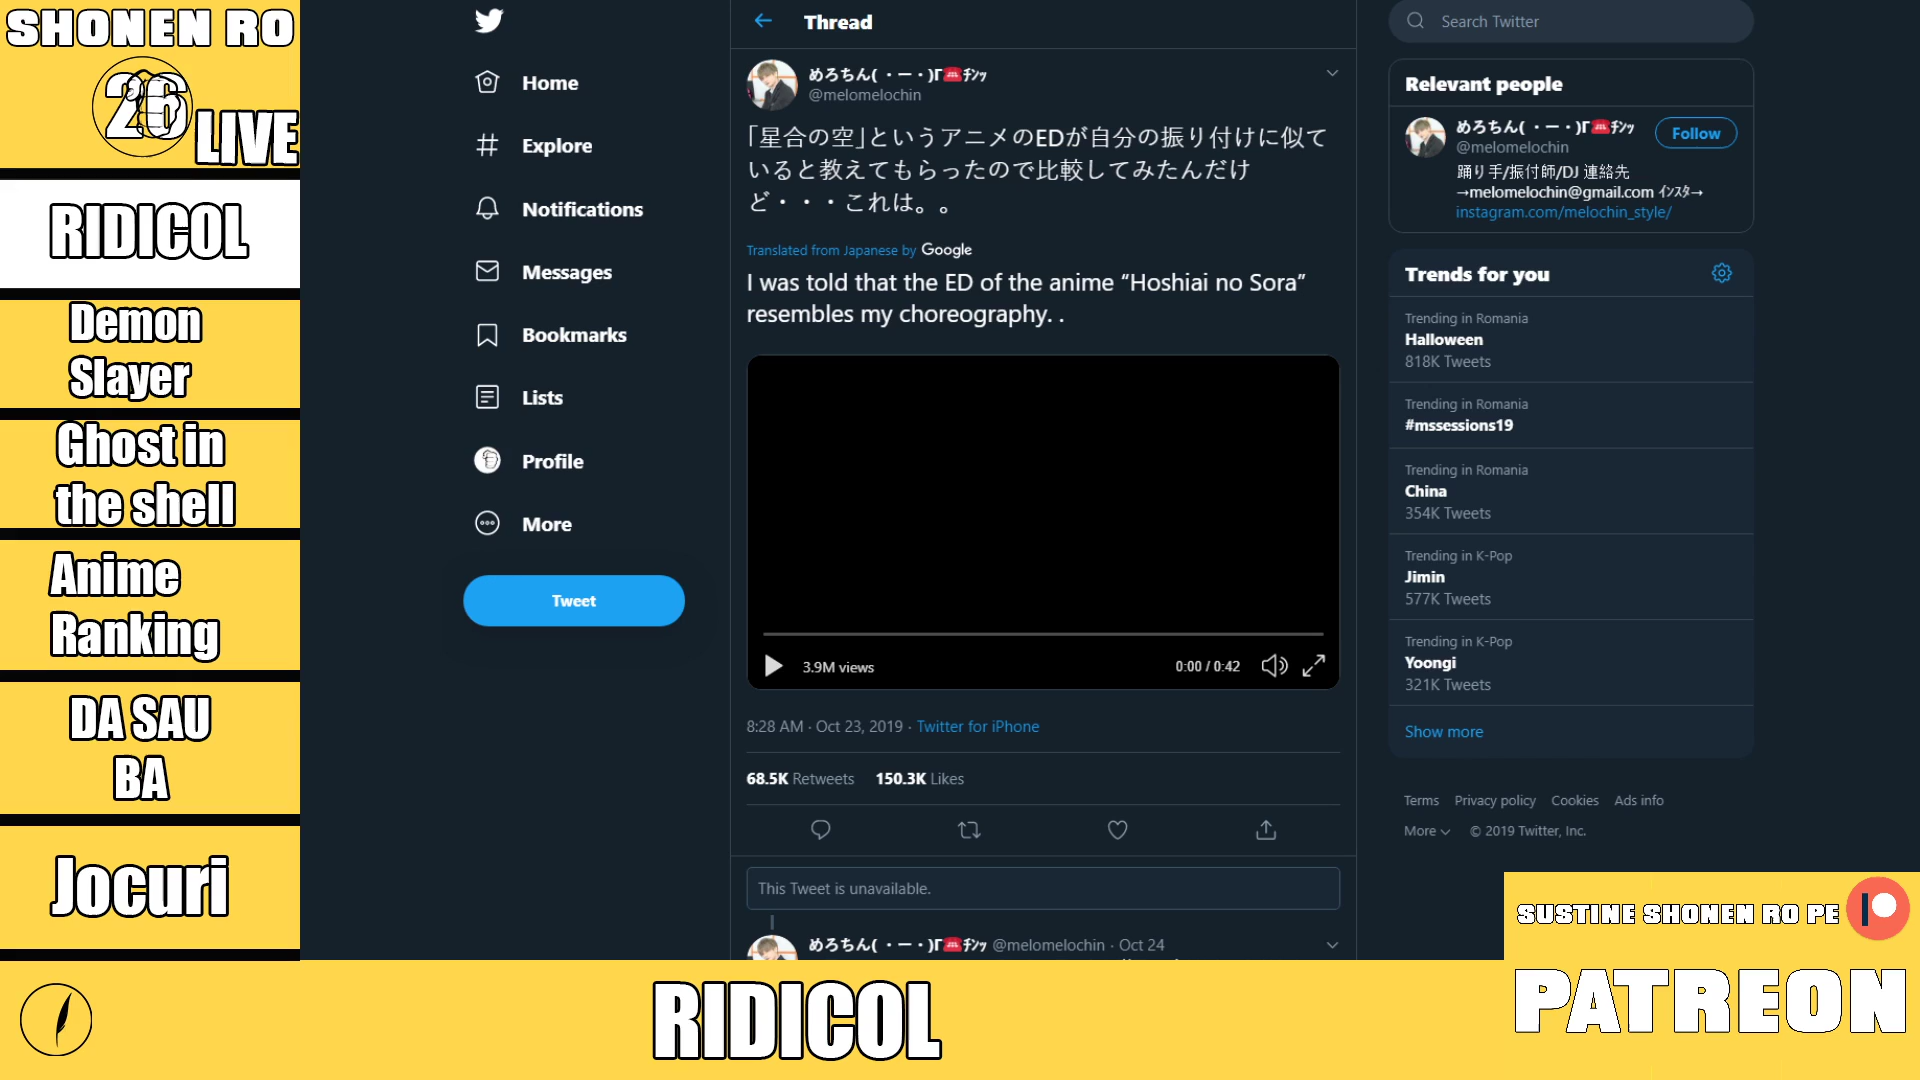 SHONEN RO
26
LIVE
RIDICOL
Demon
Slayer
Ghost in
the shell
Anime
Ranking
DA SAU
BA
Jocuri
Home
Explore
Notifications
Messages
Bookmarks
Lists
Profile
More
Tweet
Thread
めろちん( ・ー・)Γ☎️ﾁﾝｯ
@melomelochin
「星合の空」というアニメのEDが自分の振り付けに似て
いると教えてもらったので比較してみたんだけ
ど・・・これは。。
Translated from Japanese by Google
I was told that the ED of the anime “Hoshiai no Sora”
resembles my choreography. .
3.9M views
0:00 / 0:42
8:28 AM · Oct 23, 2019 · Twitter for iPhone
68.5K Retweets 150.3K Likes
This Tweet is unavailable.
めろちん( ・ー・)Γ☎️ﾁﾝｯ @melomelochin · Oct 24
Search Twitter
Relevant people
めろちん( ・ー・)Γ☎️ﾁﾝｯ
Follow
@melomelochin
踊り手/振付師/DJ 連絡先
→melomelochin@gmail.com ｲﾝｽﾀ→
instagram.com/melochin_style/
Trends for you
Trending in Romania
Halloween
818K Tweets
Trending in Romania
#mssessions19
Trending in Romania
China
354K Tweets
Trending in K-Pop
Jimin
577K Tweets
Trending in K-Pop
Yoongi
321K Tweets
Show more
Terms Privacy policy Cookies Ads info
More © 2019 Twitter, Inc.
SUSTINE SHONEN RO PE
PATREON
RIDICOL